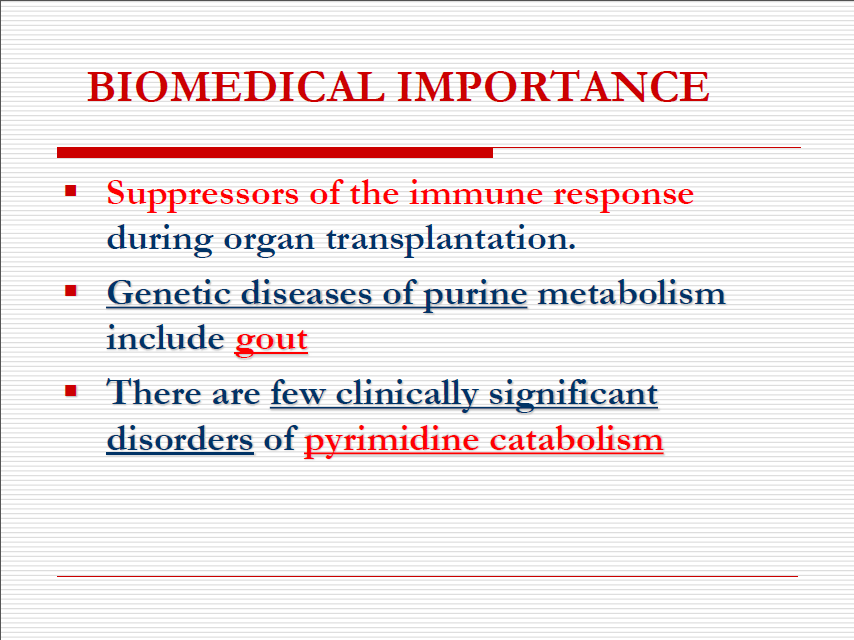 BIOMEDICAL IMPORTANCE
Suppressors of the immune response
during organ transplantation.
Genetic diseases of purine metabolism
include gout
There are few clinically significant
disorders of pyrimidine catabolism